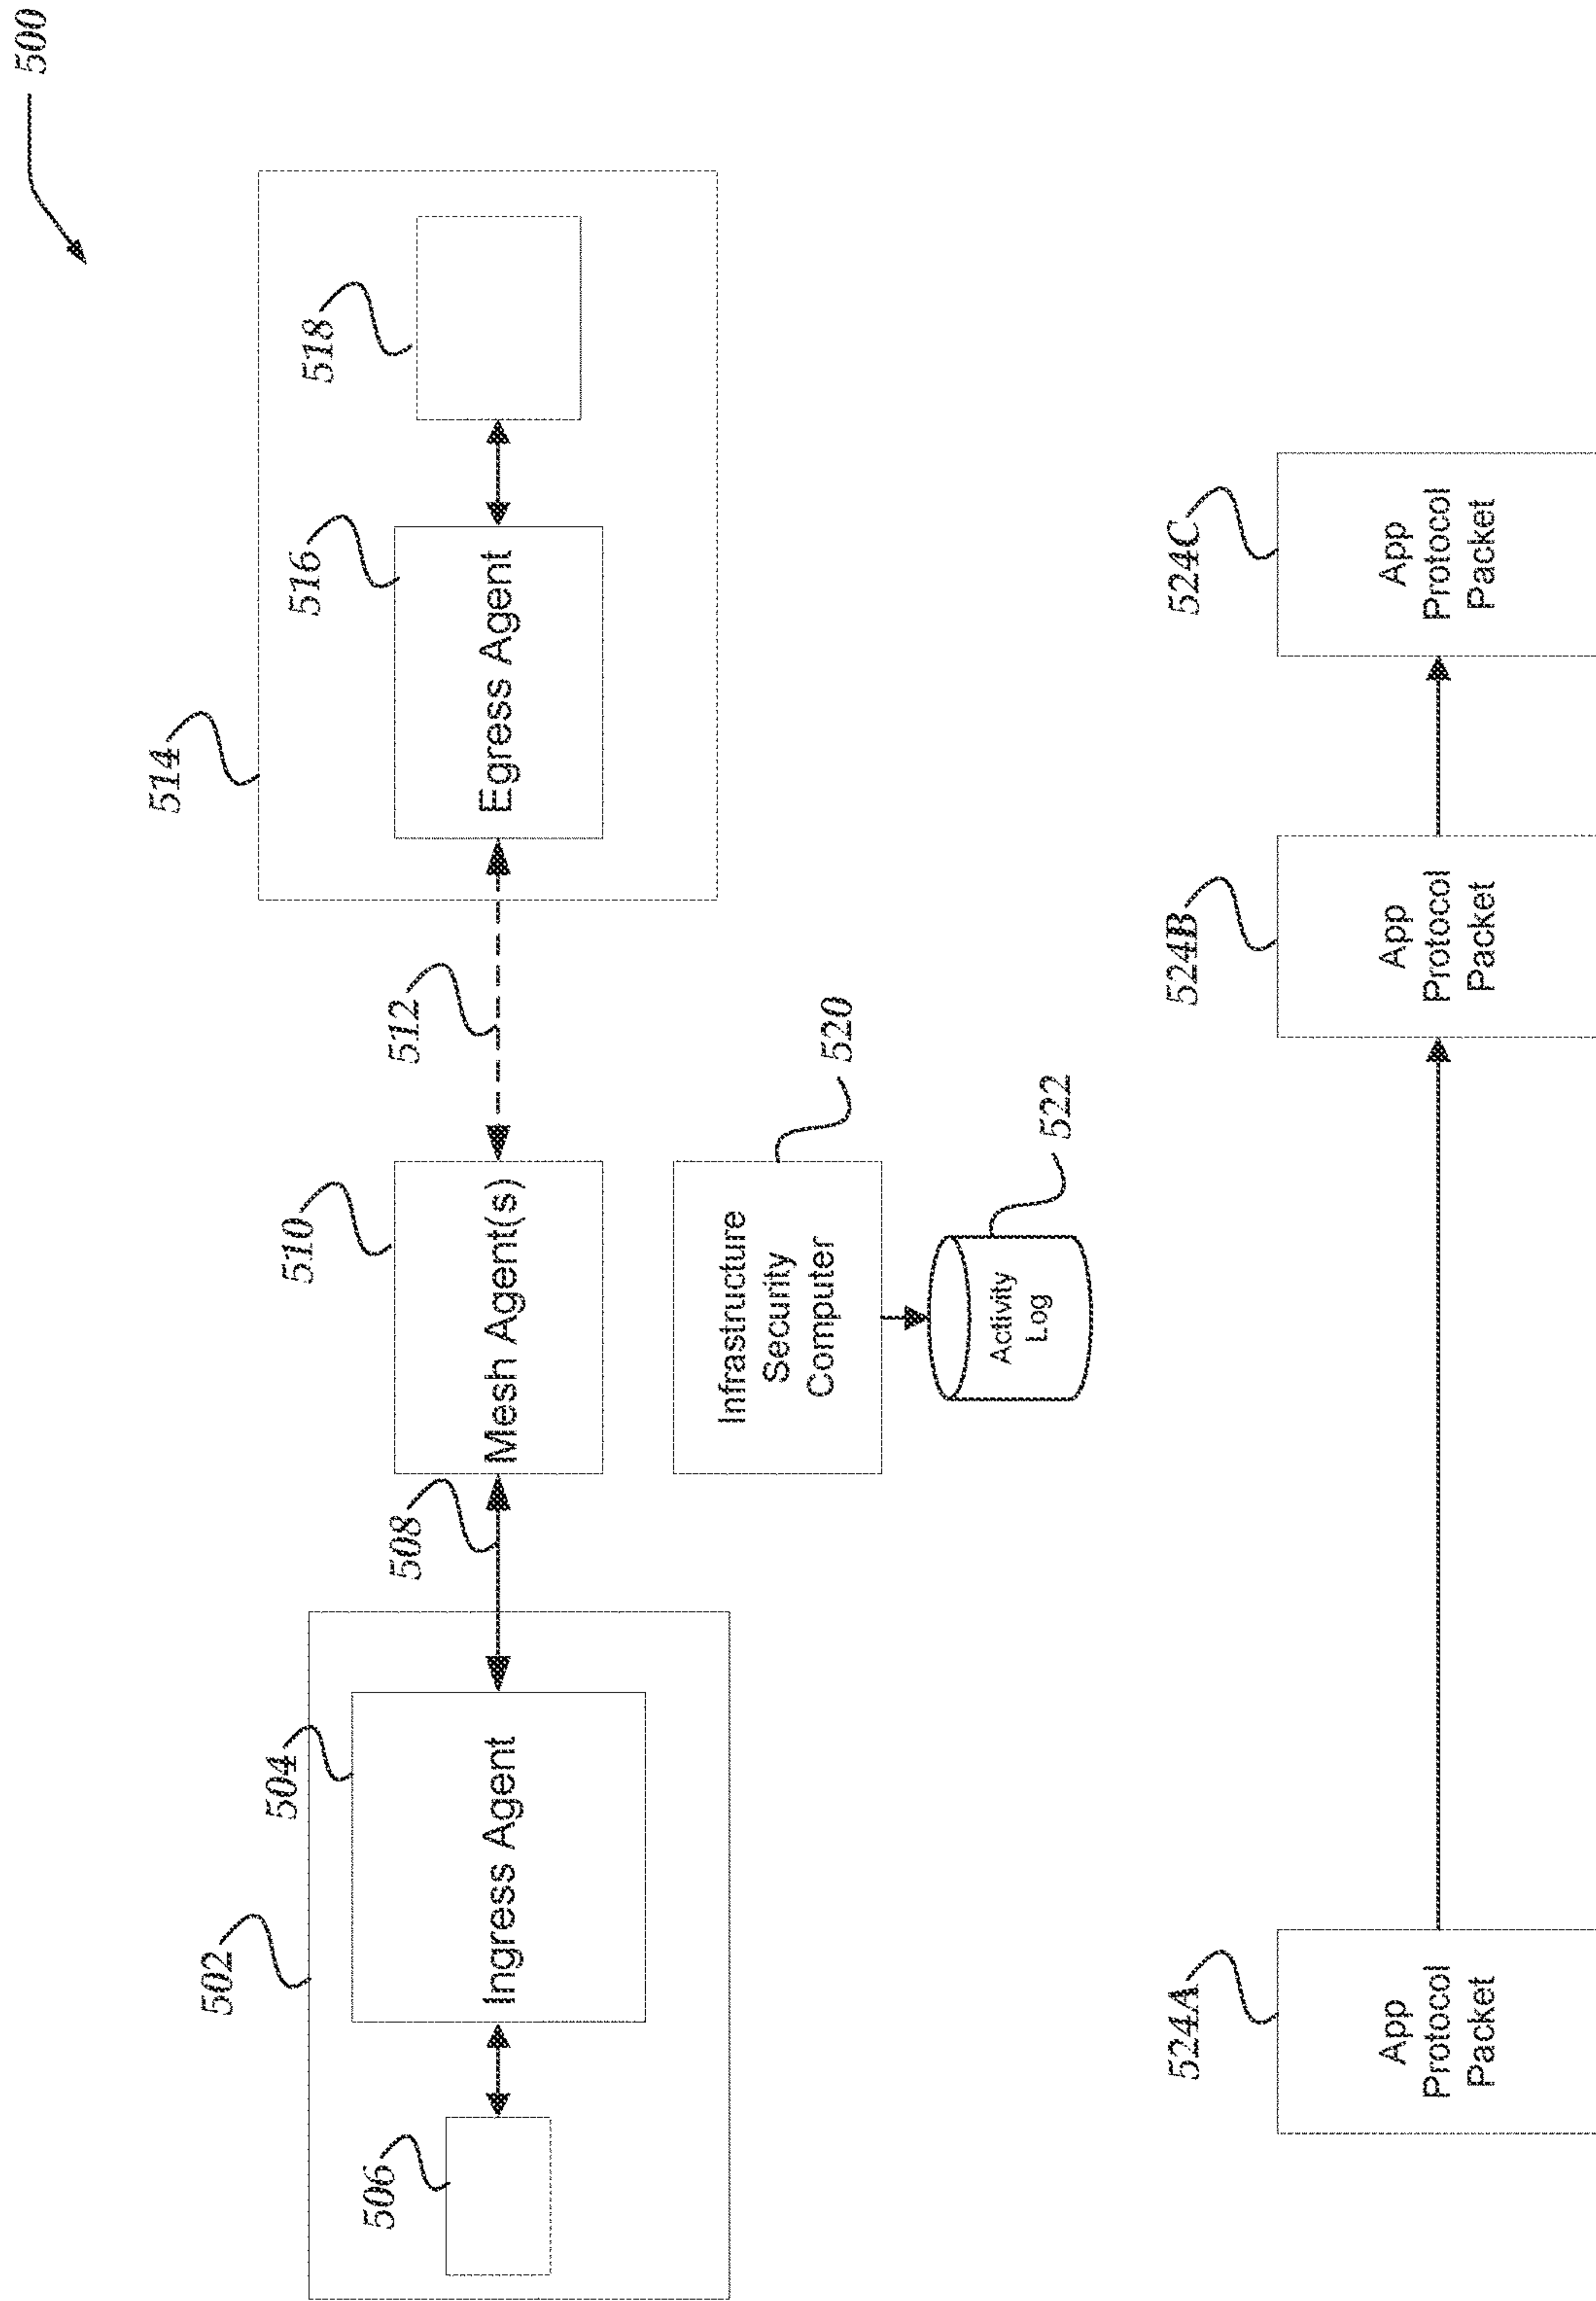 500
502
504
506
Ingress Agent
508
510
Mesh Agent(s)
512
514
516
Egress Agent
518
520
Infrastructure
Security
Computer
522
Activity
Log
524A
App
Protocol
Packet
524B
App
Protocol
Packet
524C
App
Protocol
Packet